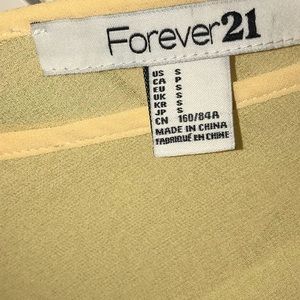 Forever21
US S
CA P
EU S
UK S
KR S
JP S
CN 160/84A
MADE IN CHINA
FABRIQUÉ EN CHINE